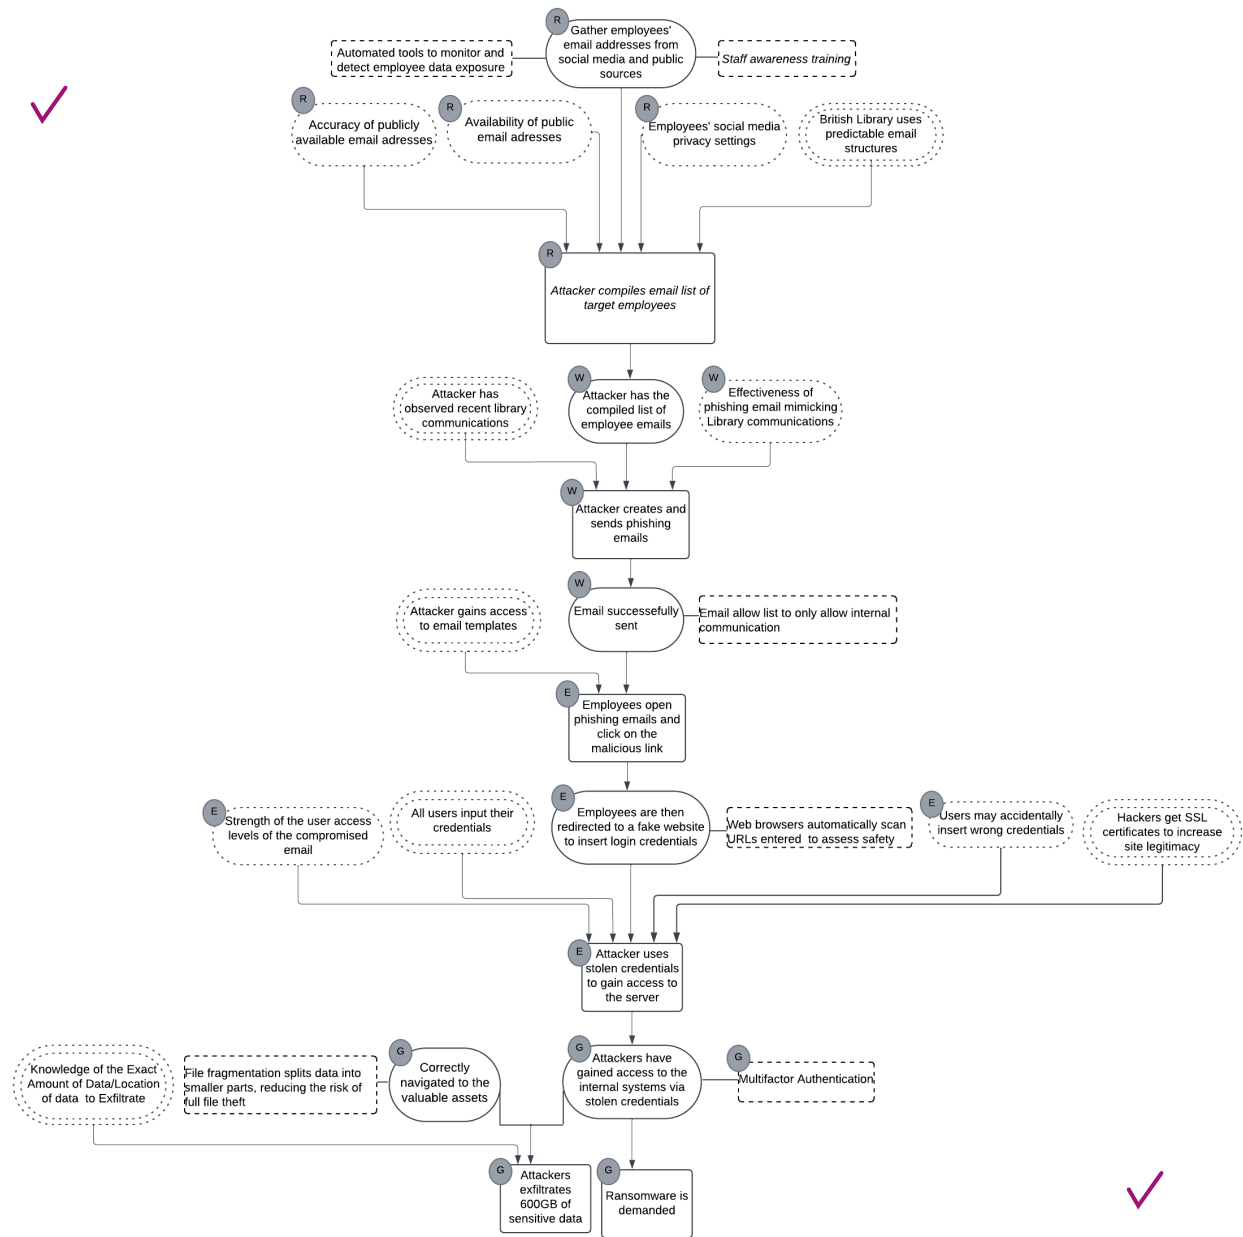 R
Gather employees'
email addresses from
social media and public
sources
Automated tools to monitor and
detect employee data exposure
Staff awareness training
R
Accuracy of publicly
available email adresses
R
Availability of public
email adresses
R
Employees' social media
privacy settings
British Library uses
predictable email
structures
R
Attacker compiles email list of
target employees
Attacker has
observed recent library
communications
W
Attacker has the
compiled list of
employee emails
W
Effectiveness of
phishing email mimicking
Library communications
W
Attacker creates and
sends phishing
emails
Attacker gains access
to email templates
W
Email successefully
sent
Email allow list to only allow internal
communication
E
Employees open
phishing emails and
click on the
malicious link
E
Strength of the user access
levels of the compromised
email
All users input their
credentials
E
Employees are then
redirected to a fake website
to insert login credentials
Web browsers automatically scan
URLs entered to assess safety
E
Users may accidentally
insert wrong credentials
Hackers get SSL
certificates to increase
site legitimacy
E
Attacker uses
stolen credentials
to gain access to
the server
Knowledge of the Exact
Amount of Data/Location
of data to Exfiltrate
File fragmentation splits data into
smaller parts, reducing the risk of
full file theft
G
Correctly
navigated to the
valuable assets
G
Attackers have
gained access to the
internal systems via
stolen credentials
G
Multifactor Authentication
G
Attackers
exfiltrates
600GB of
sensitive data
G
Ransomware is
demanded